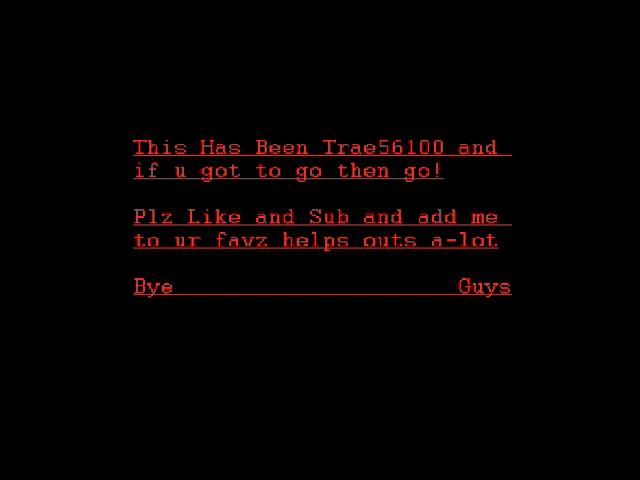 This Has Been Trae56100 and
if u got to go then go!
Plz Like and Sub and add me
to ur favz helps outs a-lot
Bye Guys